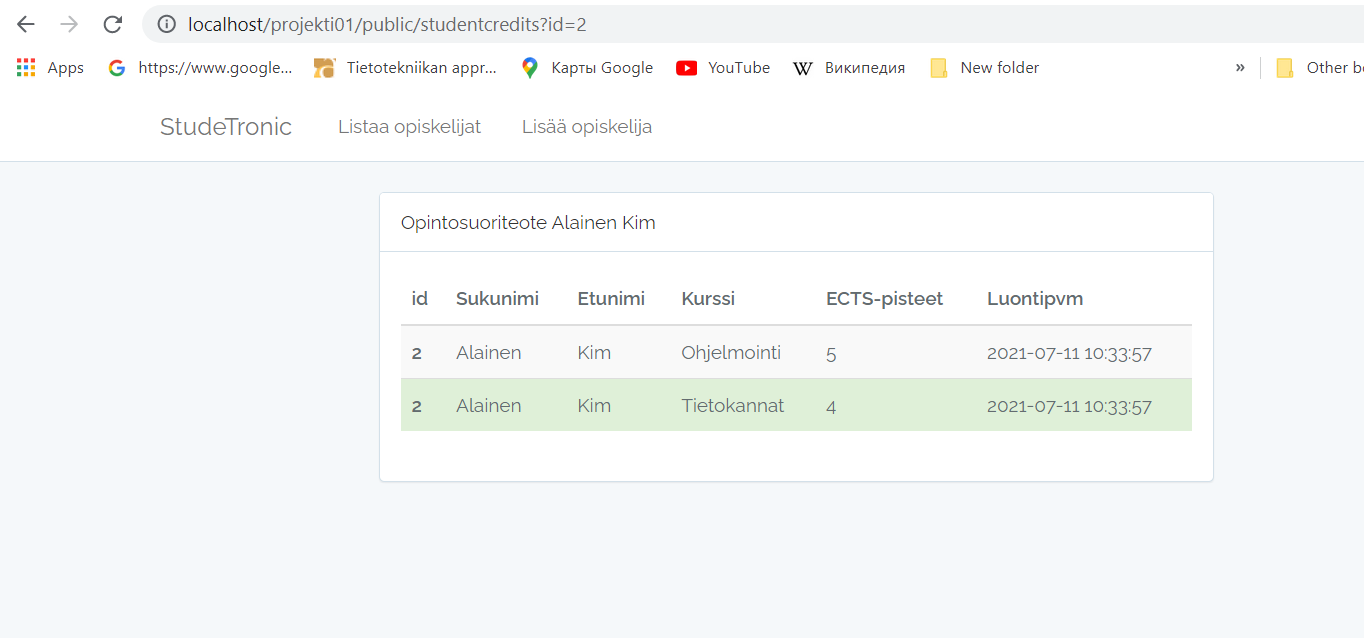 localhost/projekti01/public/studentcredits?id=2
Apps https://www.google... Tietotekniikan appr... Карты Google YouTube W Википедия New folder » Other bo
StudeTronic Listaa opiskelijat Lisää opiskelija
Opintosuoriteote Alainen Kim
id Sukunimi Etunimi Kurssi ECTS-pisteet Luontipvm
2 Alainen Kim Ohjelmointi 5 2021-07-11 10:33:57
2 Alainen Kim Tietokannat 4 2021-07-11 10:33:57